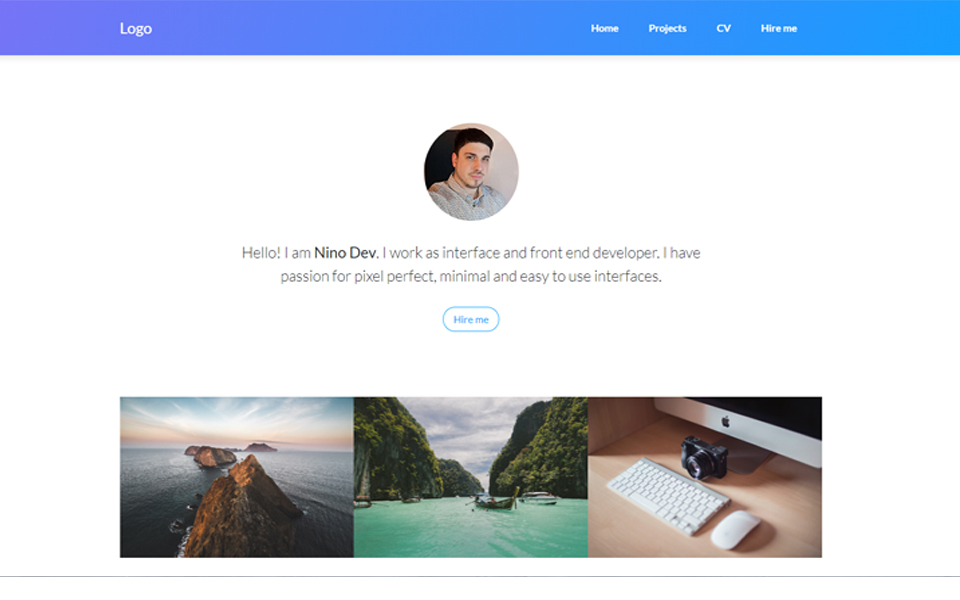 Logo
Home Projects CV Hire me
Hello! I am Nino Dev. I work as interface and front end developer. I have
passion for pixel perfect, minimal and easy to use interfaces.
Hire me